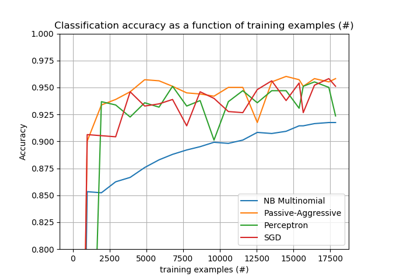 Classification accuracy as a function of training examples (#)
1.000
0.975
0.950
0.925
0.900
0.875
0.850
0.825
0.800
Accuracy
NB Multinomial
Passive-Aggressive
Perceptron
SGD
0 2500 5000 7500 10000 12500 15000 17500
training examples (#)